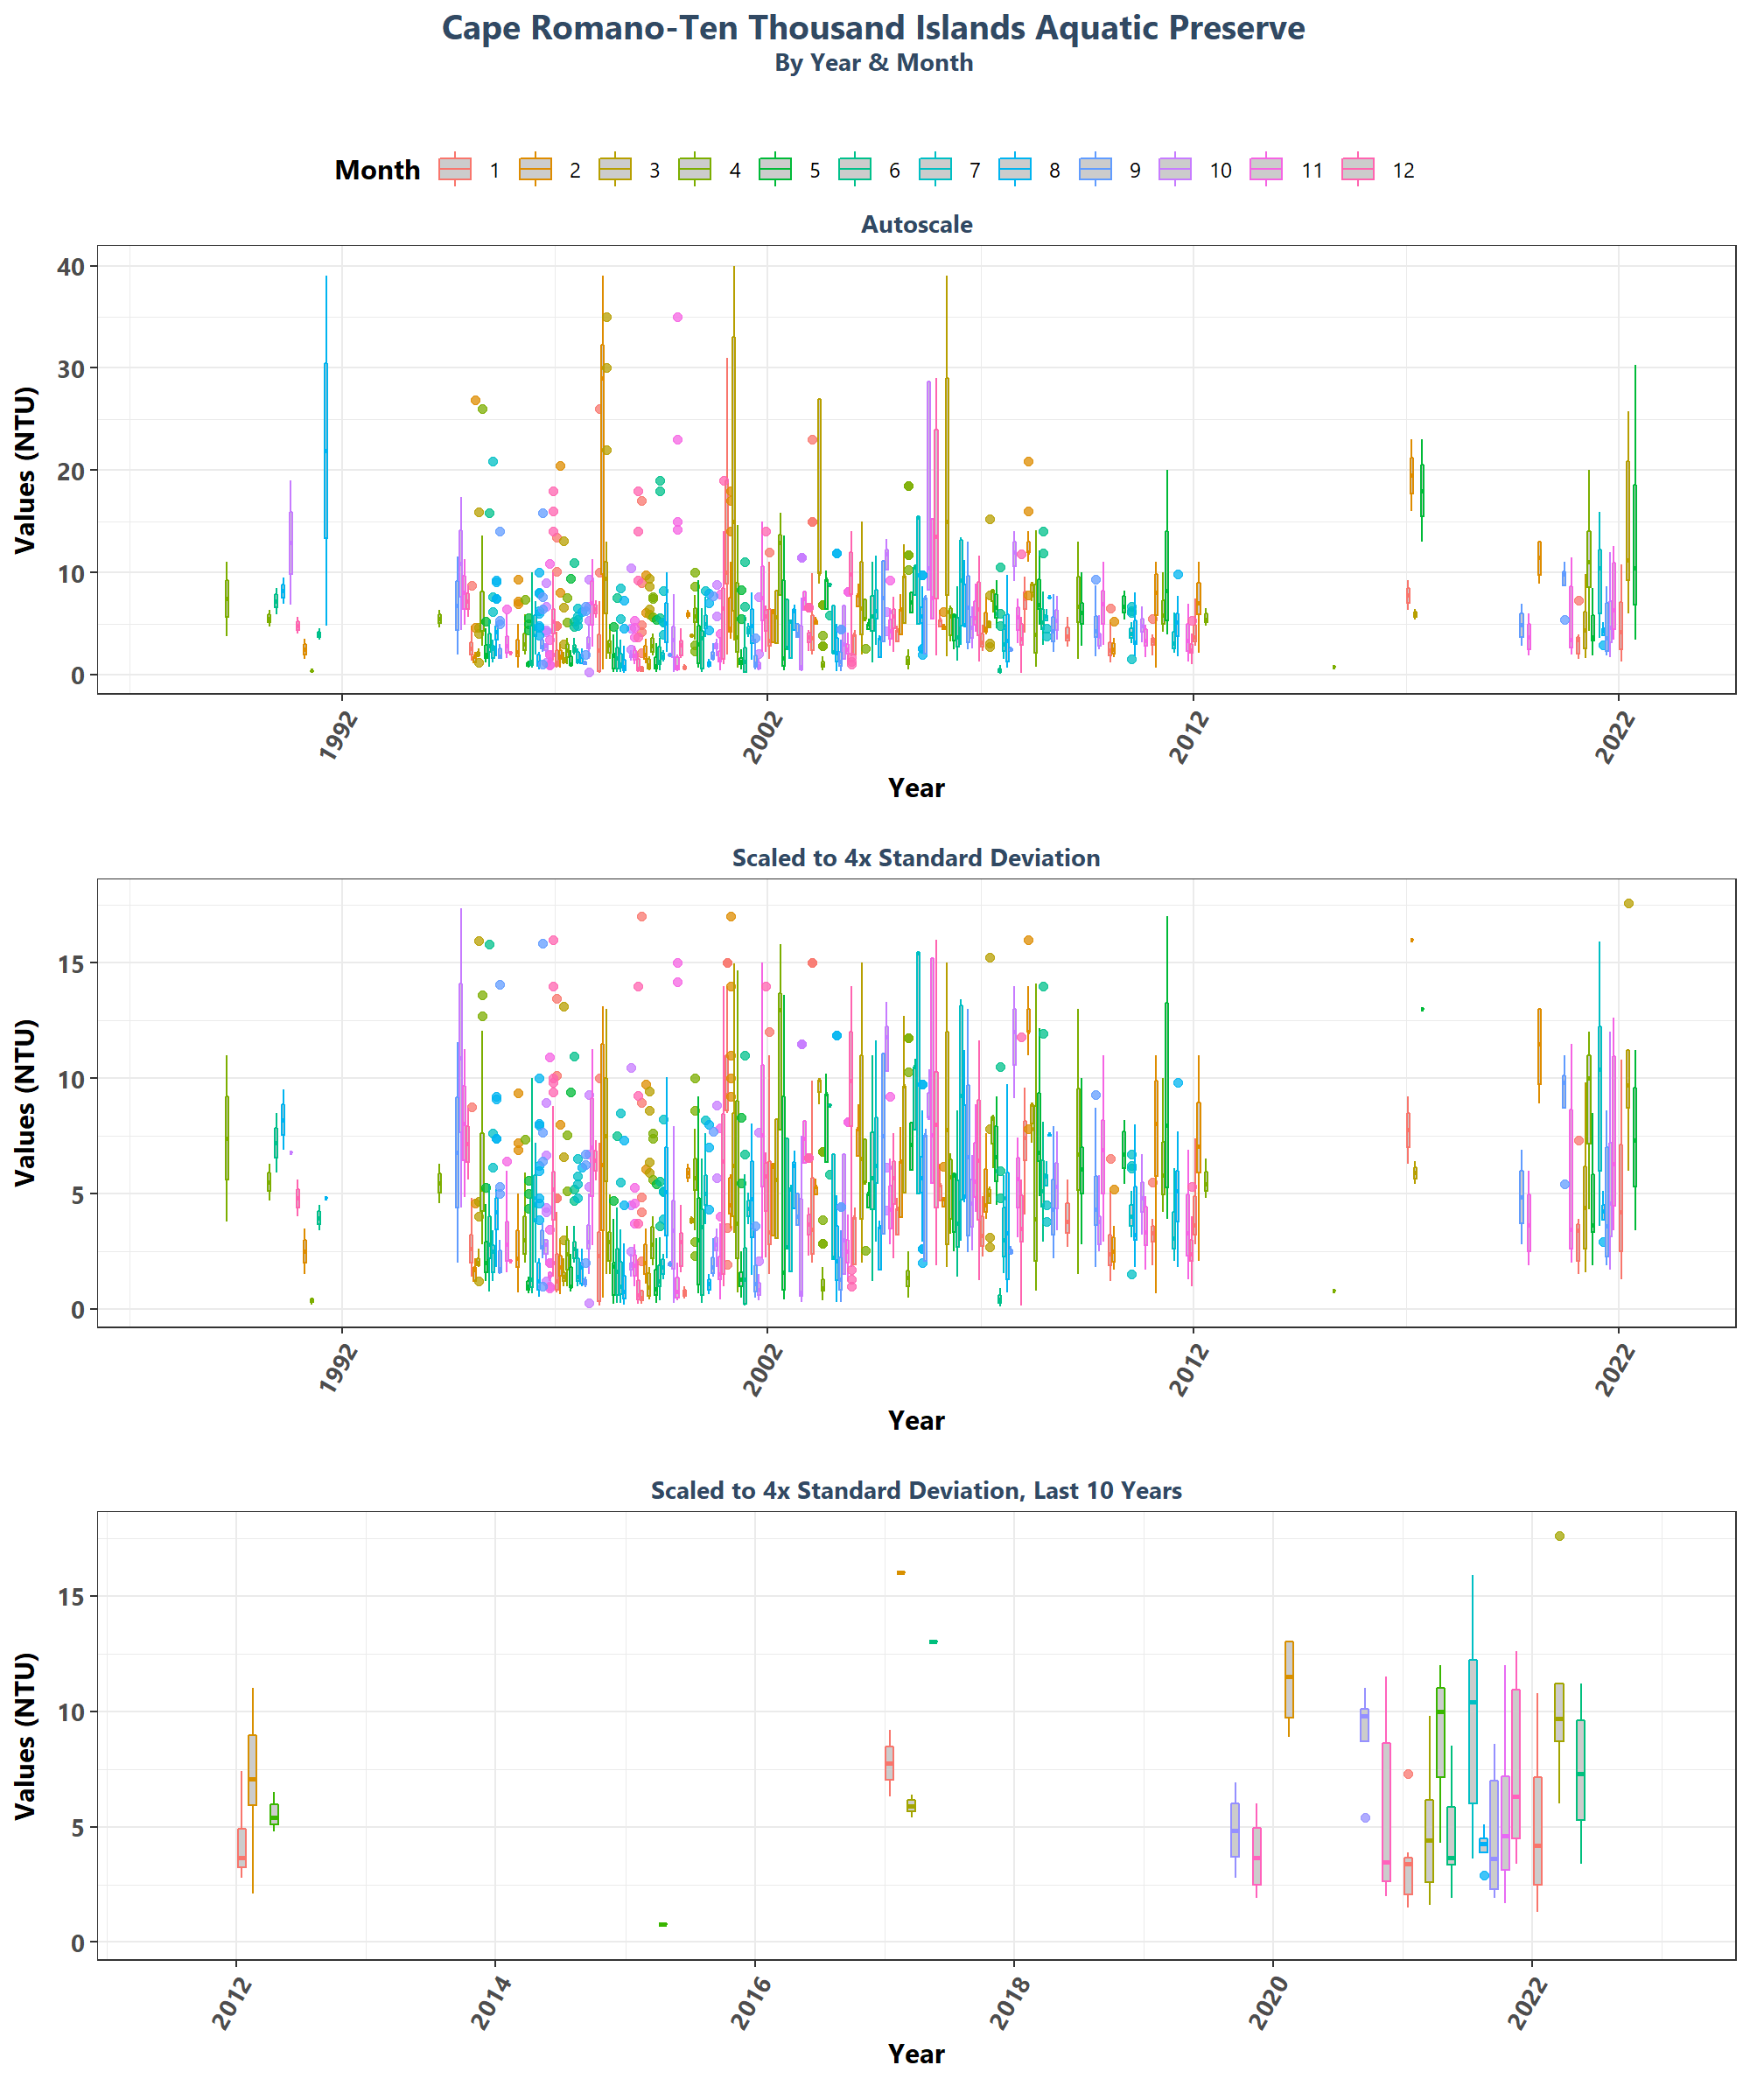 Cape Romano-Ten Thousand Islands Aquatic Preserve
By Year & Month
Month 1 2 3 4 5 6 7 8 9 10 11 12
Autoscale
Values (NTU)
40
30
20
10
0
1992 2002 2012 2022
Year
Scaled to 4x Standard Deviation
Values (NTU)
15
10
5
0
1992 2002 2012 2022
Year
Scaled to 4x Standard Deviation, Last 10 Years
Values (NTU)
15
10
5
0
2012 2014 2016 2018 2020 2022
Year